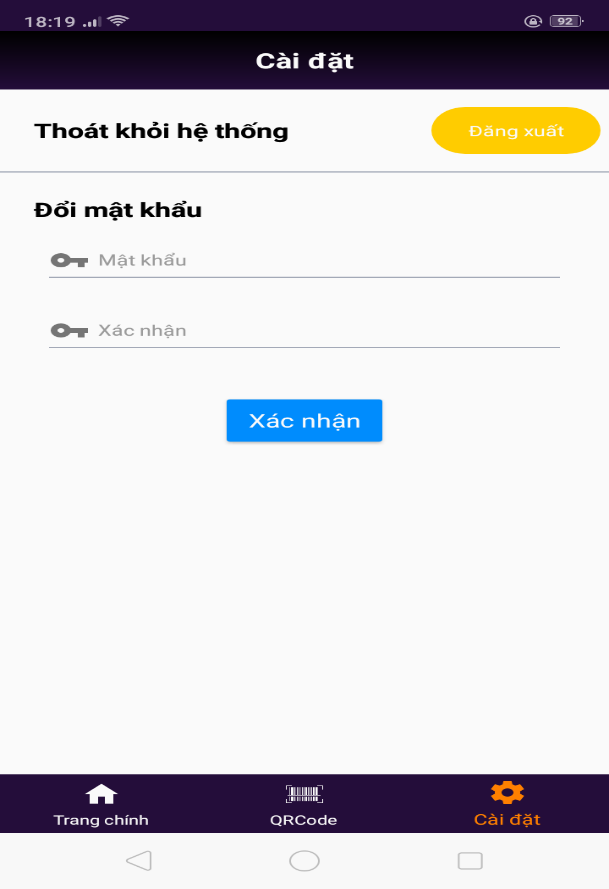 18:19
92
Cài đặt
Thoát khỏi hệ thống
Đăng xuất
Đổi mật khẩu
Mật khẩu
Xác nhận
Xác nhận
Trang chính
QRCode
Cài đặt